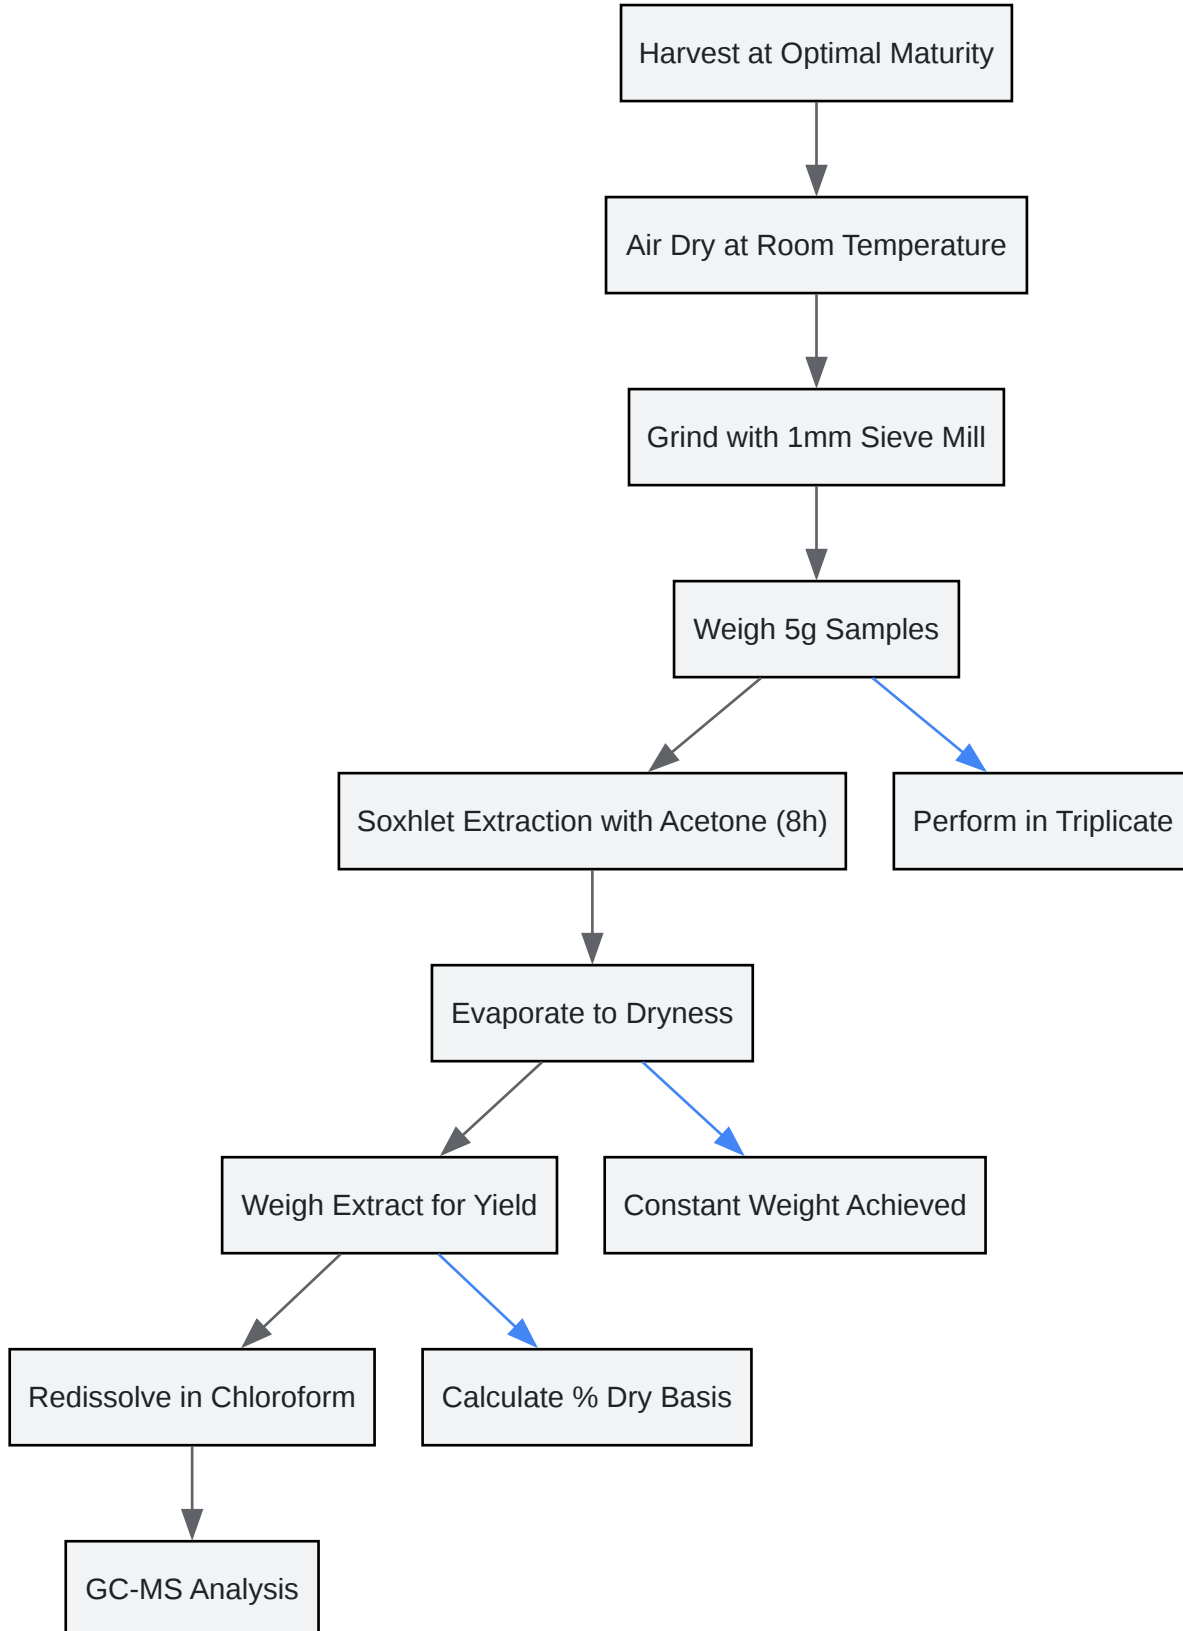 Harvest at Optimal Maturity
Air Dry at Room Temperature
Grind with 1mm Sieve Mill
Weigh 5g Samples
Soxhlet Extraction with Acetone (8h)
Perform in Triplicate
Evaporate to Dryness
Weigh Extract for Yield
Constant Weight Achieved
Redissolve in Chloroform
Calculate % Dry Basis
GC-MS Analysis